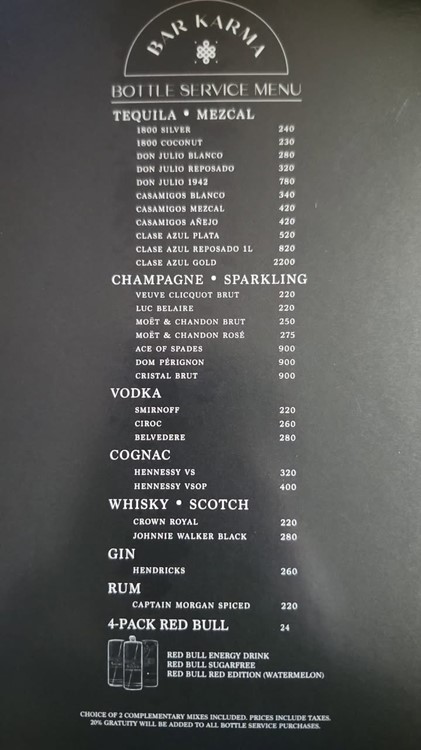 BAR KARMA
BOTTLE SERVICE MENU
TEQUILA • MEZCAL
1800 SILVER 240
1800 COCONUT 230
DON JULIO BLANCO 280
DON JULIO REPOSADO 320
DON JULIO 1942 780
CASAMIGOS BLANCO 340
CASAMIGOS MEZCAL 420
CASAMIGOS AÑEJO 420
CLASE AZUL PLATA 520
CLASE AZUL REPOSADO 1L 820
CLASE AZUL GOLD 2200
CHAMPAGNE • SPARKLING
VEUVE CLICQUOT BRUT 220
LUC BELAIRE 220
MOËT & CHANDON BRUT 250
MOËT & CHANDON ROSÉ 275
ACE OF SPADES 900
DOM PÉRIGNON 900
CRISTAL BRUT 900
VODKA
SMIRNOFF 220
CIROC 260
BELVEDERE 280
COGNAC
HENNESSY VS 320
HENNESSY VSOP 400
WHISKY • SCOTCH
CROWN ROYAL 220
JOHNNIE WALKER BLACK 280
GIN
HENDRICKS 260
RUM
CAPTAIN MORGAN SPICED 220
4-PACK RED BULL 24
RED BULL ENERGY DRINK
RED BULL SUGARFREE
RED BULL RED EDITION (WATERMELON)
CHOICE OF 2 COMPLEMENTARY MIXES INCLUDED. PRICES INCLUDE TAXES.
20% GRATUITY WILL BE ADDED TO ALL BOTTLE SERVICE PURCHASES.